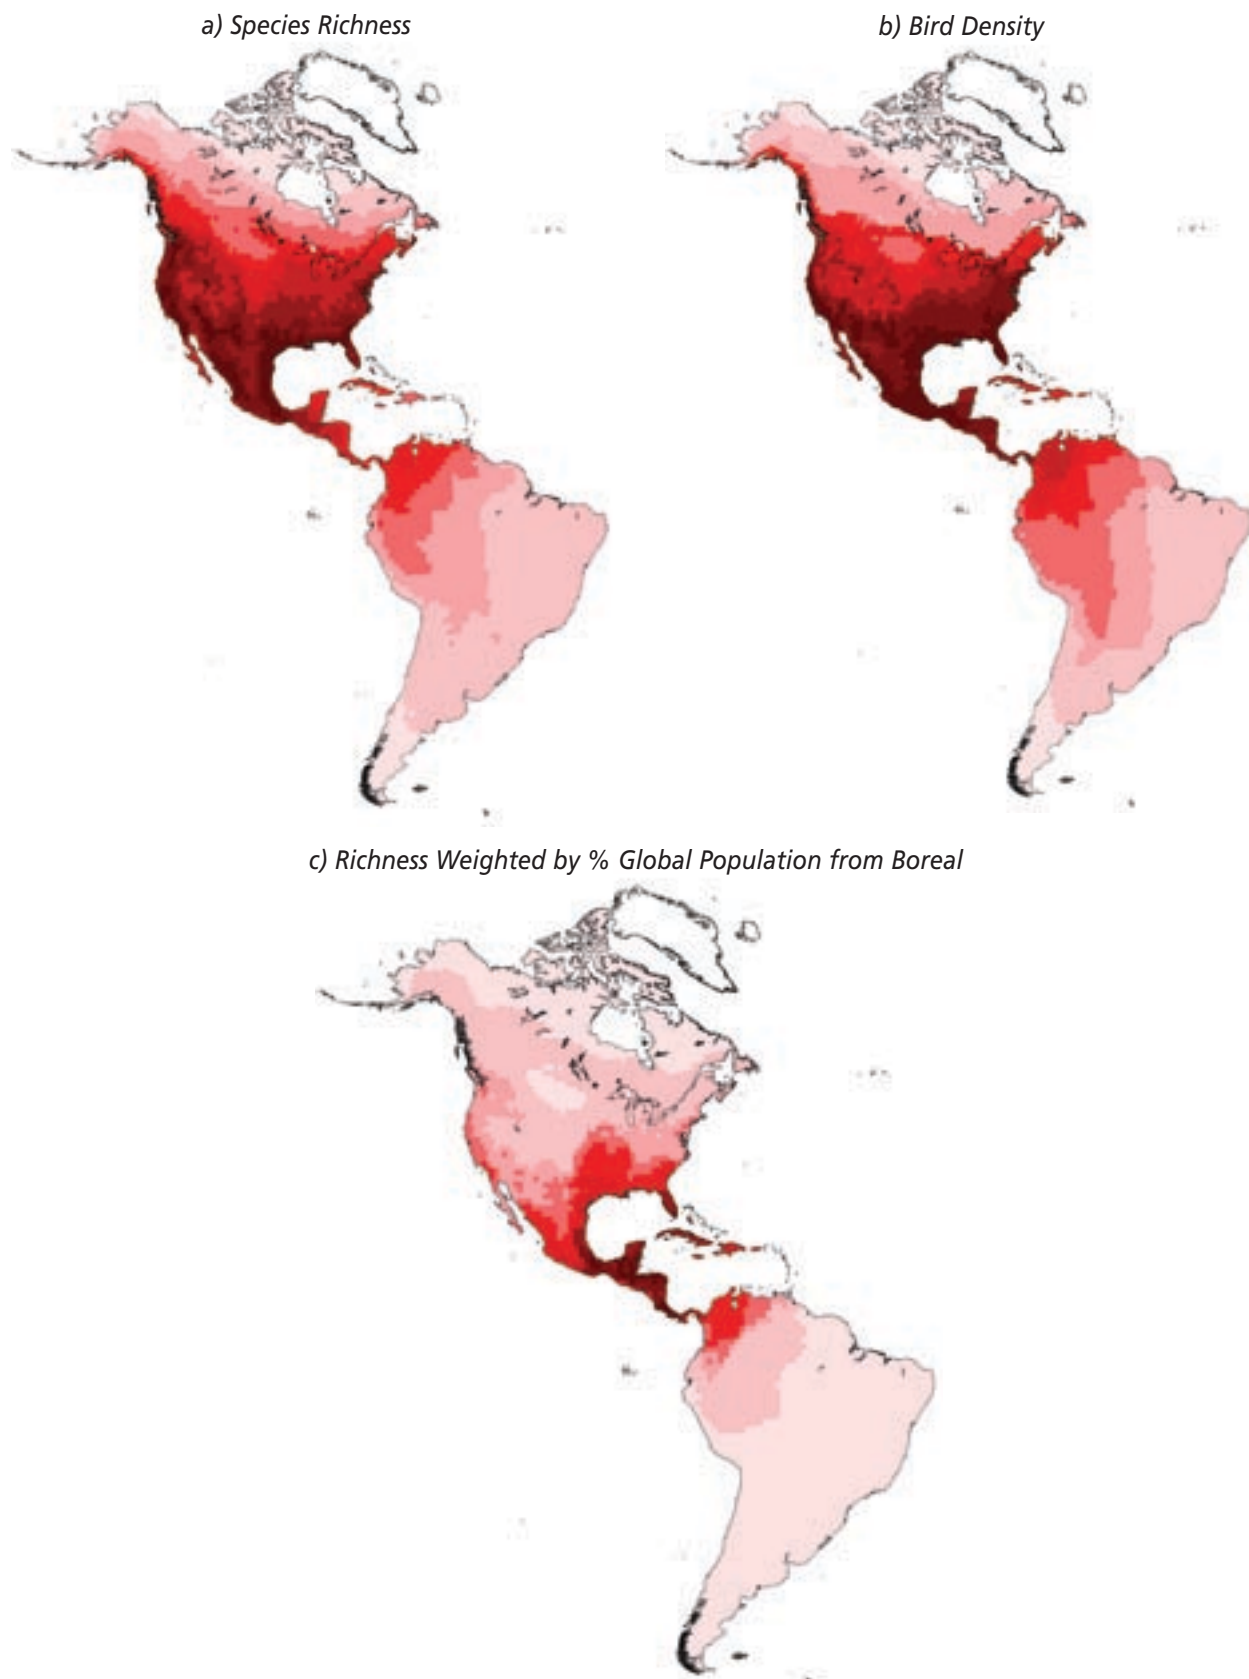 a) Species Richness
b) Bird Density
c) Richness Weighted by % Global Population from Boreal